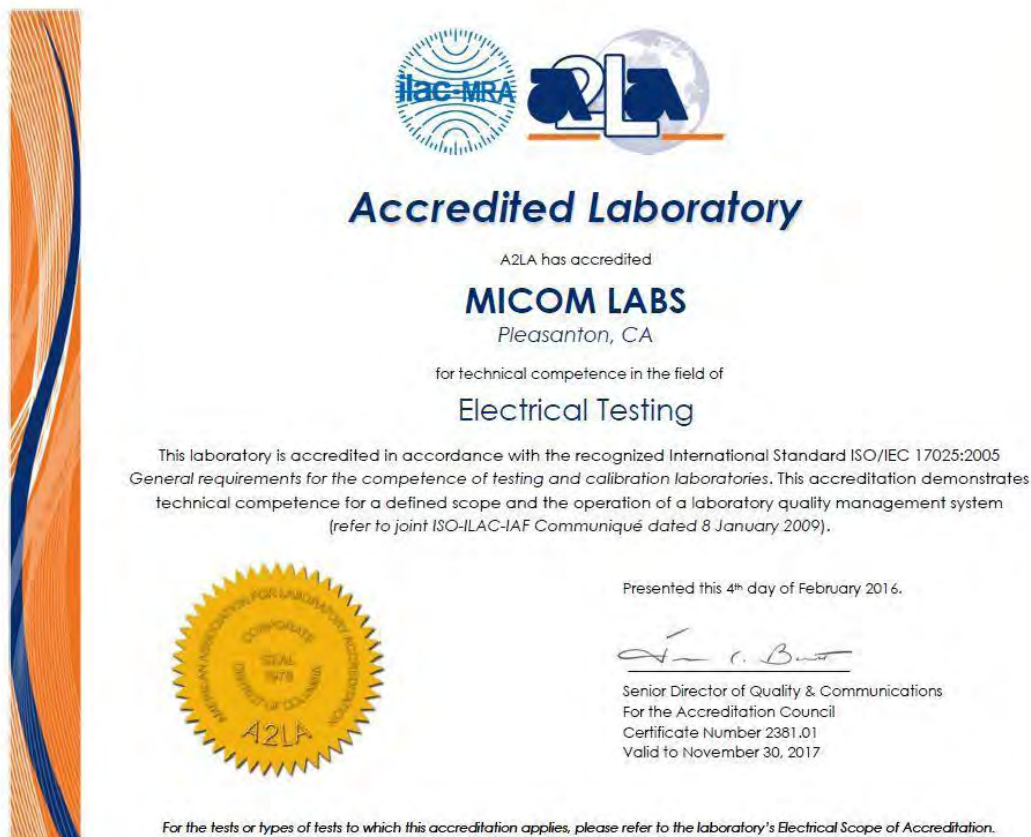 ilac-MRA
A2LA
Accredited Laboratory
A2LA has accredited
MICOM LABS
Pleasanton, CA
for technical competence in the field of
Electrical Testing
This laboratory is accredited in accordance with the recognized International Standard ISO/IEC 17025:2005
General requirements for the competence of testing and calibration laboratories. This accreditation demonstrates
technical competence for a defined scope and the operation of a laboratory quality management system
(refer to joint ISO-ILAC-IAF Communiqué dated 8 January 2009).
Presented this 4th day of February 2016.
Senior Director of Quality & Communications
For the Accreditation Council
Certificate Number 2381.01
Valid to November 30, 2017
AMERICAN ASSOCIATION FOR LABORATORY ACCREDITATION
CORPORATE
SEAL
1978
DISTRICT OF COLUMBIA
A2LA
For the tests or types of tests to which this accreditation applies, please refer to the laboratory's Electrical Scope of Accreditation.